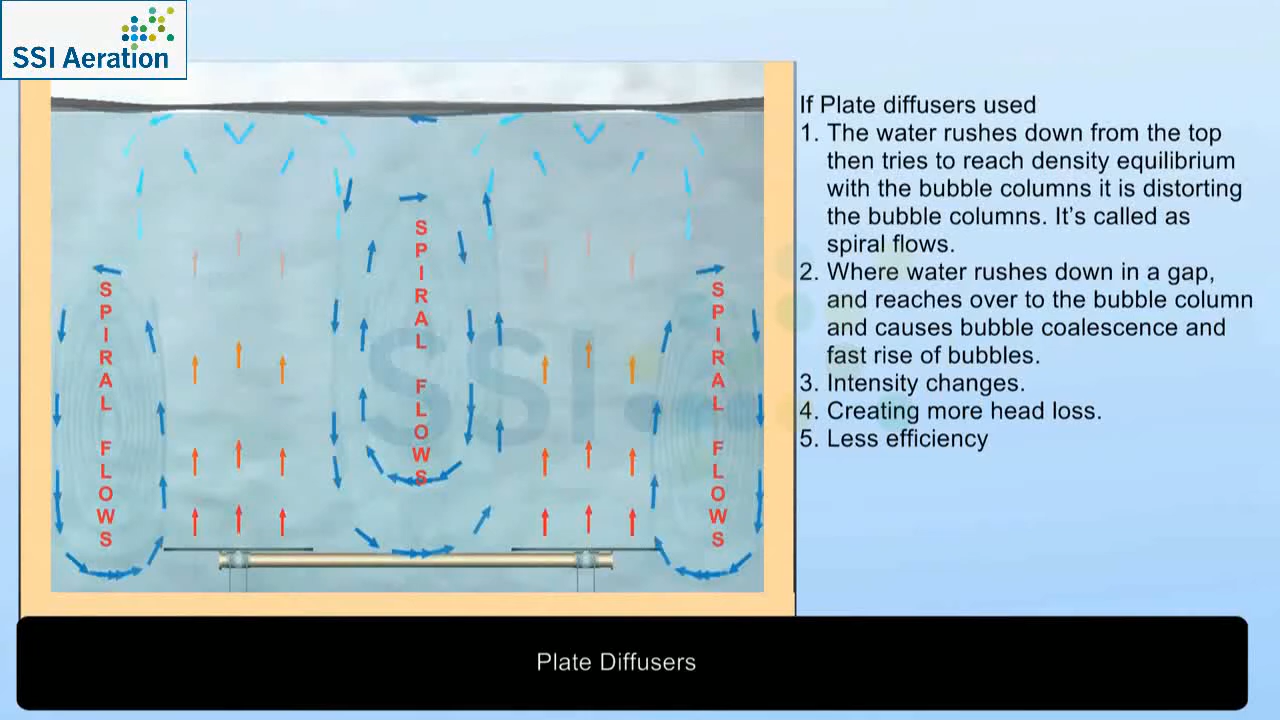 SSI Aeration
If Plate diffusers used
1. The water rushes down from the top
then tries to reach density equilibrium
with the bubble columns it is distorting
the bubble columns. It's called as
spiral flows.
2. Where water rushes down in a gap,
and reaches over to the bubble column
and causes bubble coalescence and
fast rise of bubbles.
3. Intensity changes.
4. Creating more head loss.
5. Less efficiency
SPIRAL FLOWS
SPIRAL FLOWS
SPIRAL FLOWS
SSI
Plate Diffusers